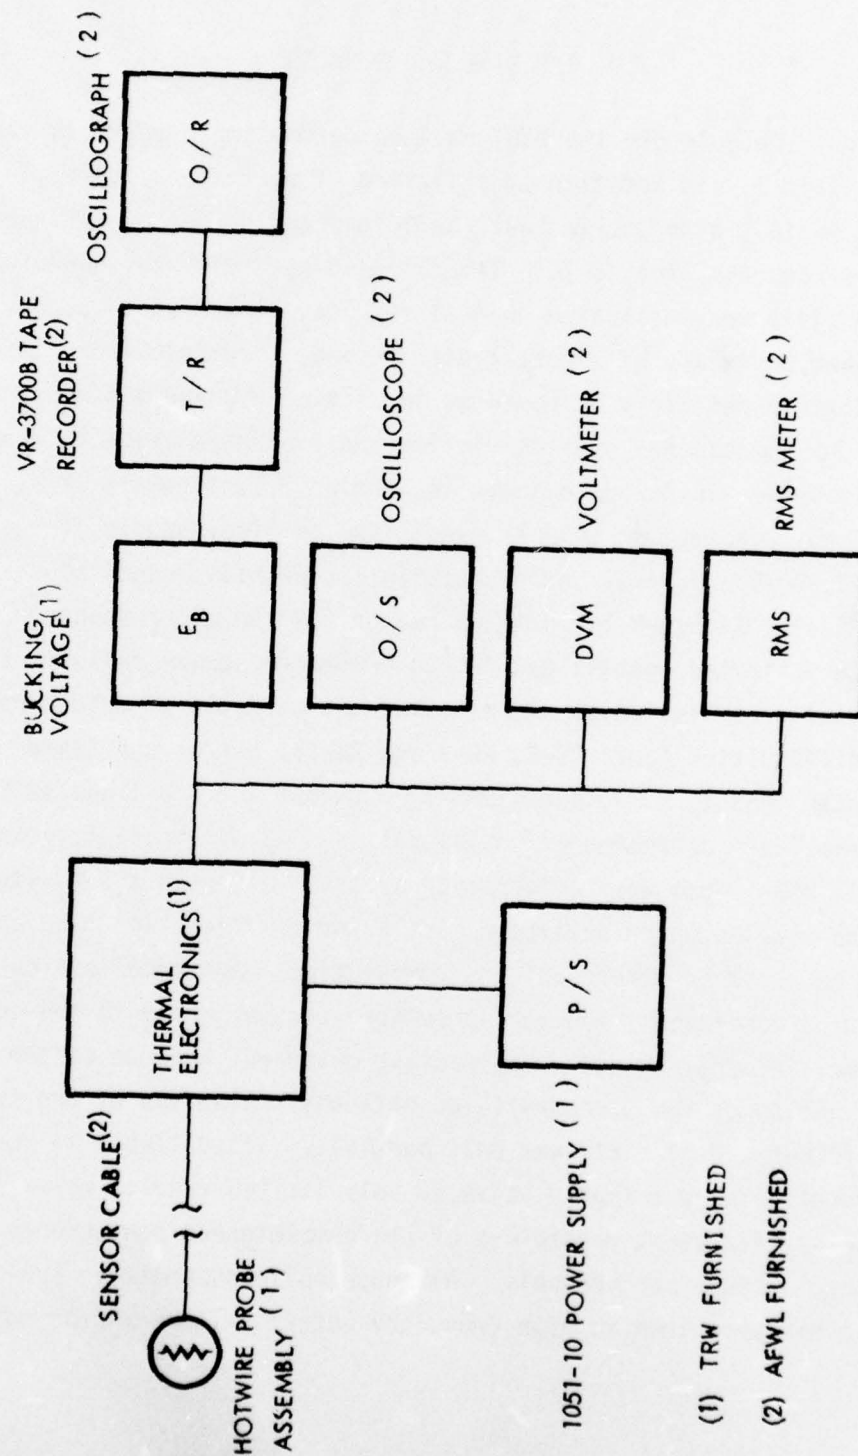 HOTWIRE PROBE
ASSEMBLY (1)
SENSOR CABLE(2)
THERMAL
ELECTRONICS(1)
1051-10 POWER SUPPLY (1)
P/S
BUCKING
VOLTAGE(1)
E_B
VR-3700B TAPE
RECORDER(2)
T/R
OSCILLOGRAPH (2)
O/R
O/S
OSCILLOSCOPE (2)
DVM
VOLTMETER (2)
RMS
RMS METER (2)
(1) TRW FURNISHED
(2) AFWL FURNISHED